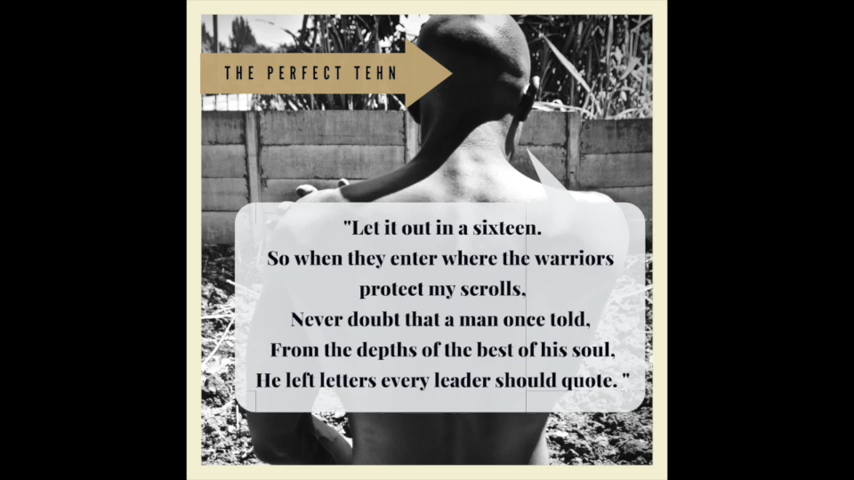 THE PERFECT TEHN
"Let it out in a sixteen.
So when they enter where the warriors
protect my scrolls,
Never doubt that a man once told,
From the depths of the best of his soul,
He left letters every leader should quote. "